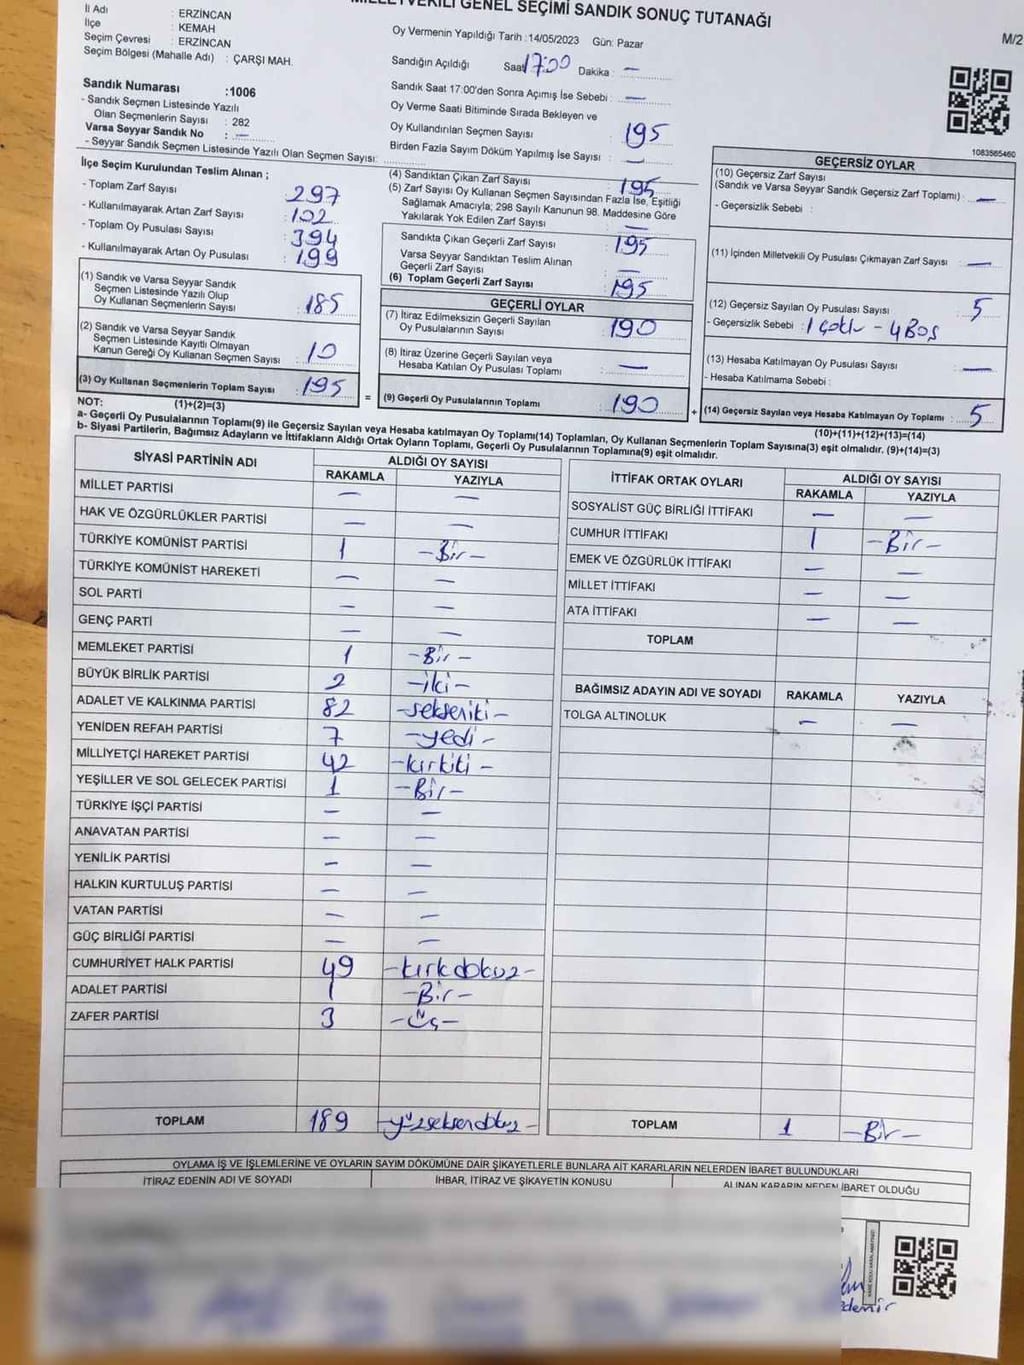 MİLLETVEKİLİ GENEL SEÇİMİ SANDIK SONUÇ TUTANAĞI
M/2
İl Adı : ERZİNCAN
İlçe : KEMAH
Seçim Çevresi : ERZİNCAN
Seçim Bölgesi (Mahalle Adı) : ÇARŞI MAH.
Sandık Numarası :1006
- Sandık Seçmen Listesinde Yazılı
Olan Seçmenlerin Sayısı : 282
Varsa Seyyar Sandık No : —
- Seyyar Sandık Seçmen Listesinde Yazılı Olan Seçmen Sayısı:
Oy Vermenin Yapıldığı Tarih :14/05/2023 Gün: Pazar
Sandığın Açıldığı Saat 17:00 Dakika : —
Sandık Saat 17:00'den Sonra Açımış İse Sebebi : —
Oy Verme Saati Bitiminde Sırada Bekleyen ve
Oy Kullandırılan Seçmen Sayısı : 195
Birden Fazla Sayım Döküm Yapılmış İse Sayısı : —
1083565460
İlçe Seçim Kurulundan Teslim Alınan ;
- Toplam Zarf Sayısı : 297
- Kullanılmayarak Artan Zarf Sayısı : 102
- Toplam Oy Pusulası Sayısı : 394
- Kullanılmayarak Artan Oy Pusulası : 199
(1) Sandık ve Varsa Seyyar Sandık
Seçmen Listesinde Yazılı Olup
Oy Kullanan Seçmenlerin Sayısı : 185
(2) Sandık ve Varsa Seyyar Sandık
Seçmen Listesinde Kayıtlı Olmayan
Kanun Gereği Oy Kullanan Seçmen Sayısı : 10
(3) Oy Kullanan Seçmenlerin Toplam Sayısı : 195
(4) Sandıktan Çıkan Zarf Sayısı : 195
(5) Zarf Sayısı Oy Kullanan Seçmen Sayısından Fazla İse, Eşitliği
Sağlamak Amacıyla; 298 Sayılı Kanunun 98. Maddesine Göre
Yakılarak Yok Edilen Zarf Sayısı : —
Sandıkta Çıkan Geçerli Zarf Sayısı : 195
Varsa Seyyar Sandıktan Teslim Alınan
Geçerli Zarf Sayısı : —
(6) Toplam Geçerli Zarf Sayısı : 195
GEÇERLİ OYLAR
(7) İtiraz Edilmeksizin Geçerli Sayılan
Oy Pusulalarının Sayısı : 190
(8) İtiraz Üzerine Geçerli Sayılan veya
Hesaba Katılan Oy Pusulası Toplamı : —
= (9) Geçerli Oy Pusulalarının Toplamı : 190
GEÇERSİZ OYLAR
(10) Geçersiz Zarf Sayısı
(Sandık ve Varsa Seyyar Sandık Geçersiz Zarf Toplamı) : —
- Geçersizlik Sebebi :
(11) İçinden Milletvekili Oy Pusulası Çıkmayan Zarf Sayısı : —
(12) Geçersiz Sayılan Oy Pusulası Sayısı : 5
- Geçersizlik Sebebi : 1 çoklu - 4 Boş
(13) Hesaba Katılmayan Oy Pusulası Sayısı : —
- Hesaba Katılmama Sebebi :
+ (14) Geçersiz Sayılan veya Hesaba Katılmayan Oy Toplamı : 5
NOT: (1)+(2)=(3) (10)+(11)+(12)+(13)=(14)
a- Geçerli Oy Pusulalarının Toplamı(9) ile Geçersiz Sayılan veya Hesaba katılmayan Oy Toplamı(14) Toplamları, Oy Kullanan Seçmenlerin Toplam Sayısına(3) eşit olmalıdır. (9)+(14)=(3)
b- Siyasi Partilerin, Bağımsız Adayların ve İttifakların Aldığı Ortak Oyların Toplamı, Geçerli Oy Pusulalarının Toplamına(9) eşit olmalıdır.
SİYASİ PARTİNİN ADI ALDIĞI OY SAYISI
RAKAMLA YAZIYLA
MİLLET PARTİSİ — —
HAK VE ÖZGÜRLÜKLER PARTİSİ — —
TÜRKİYE KOMÜNİST PARTİSİ 1 -Bir-
TÜRKİYE KOMÜNİST HAREKETİ — —
SOL PARTİ — —
GENÇ PARTİ — —
MEMLEKET PARTİSİ 1 -Bir-
BÜYÜK BİRLİK PARTİSİ 2 -iki-
ADALET VE KALKINMA PARTİSİ 82 -sekseniki-
YENİDEN REFAH PARTİSİ 7 -yedi-
MİLLİYETÇİ HAREKET PARTİSİ 42 -kırkiki-
YEŞİLLER VE SOL GELECEK PARTİSİ 1 -Bir-
TÜRKİYE İŞÇİ PARTİSİ — —
ANAVATAN PARTİSİ — —
YENİLİK PARTİSİ — —
HALKIN KURTULUŞ PARTİSİ — —
VATAN PARTİSİ — —
GÜÇ BİRLİĞİ PARTİSİ — —
CUMHURİYET HALK PARTİSİ 49 -kırkdokuz-
ADALET PARTİSİ 1 -Bir-
ZAFER PARTİSİ 3 -üç-
TOPLAM 189 -yüzseksendokuz-
İTTİFAK ORTAK OYLARI ALDIĞI OY SAYISI
RAKAMLA YAZIYLA
SOSYALİST GÜÇ BİRLİĞİ İTTİFAKI — —
CUMHUR İTTİFAKI 1 -Bir-
EMEK VE ÖZGÜRLÜK İTTİFAKI — —
MİLLET İTTİFAKI — —
ATA İTTİFAKI — —
TOPLAM
BAĞIMSIZ ADAYIN ADI VE SOYADI RAKAMLA YAZIYLA
TOLGA ALTINOLUK — —
TOPLAM 1 -Bir-
OYLAMA İŞ VE İŞLEMLERİNE VE OYLARIN SAYIM DÖKÜMÜNE DAİR ŞİKAYETLERLE BUNLARA AİT KARARLARIN NELERDEN İBARET BULUNDUKLARI
İTİRAZ EDENİN ADI VE SOYADI İHBAR, İTİRAZ VE ŞİKAYETİN KONUSU ALINAN KARARIN NEDEN İBARET OLDUĞU